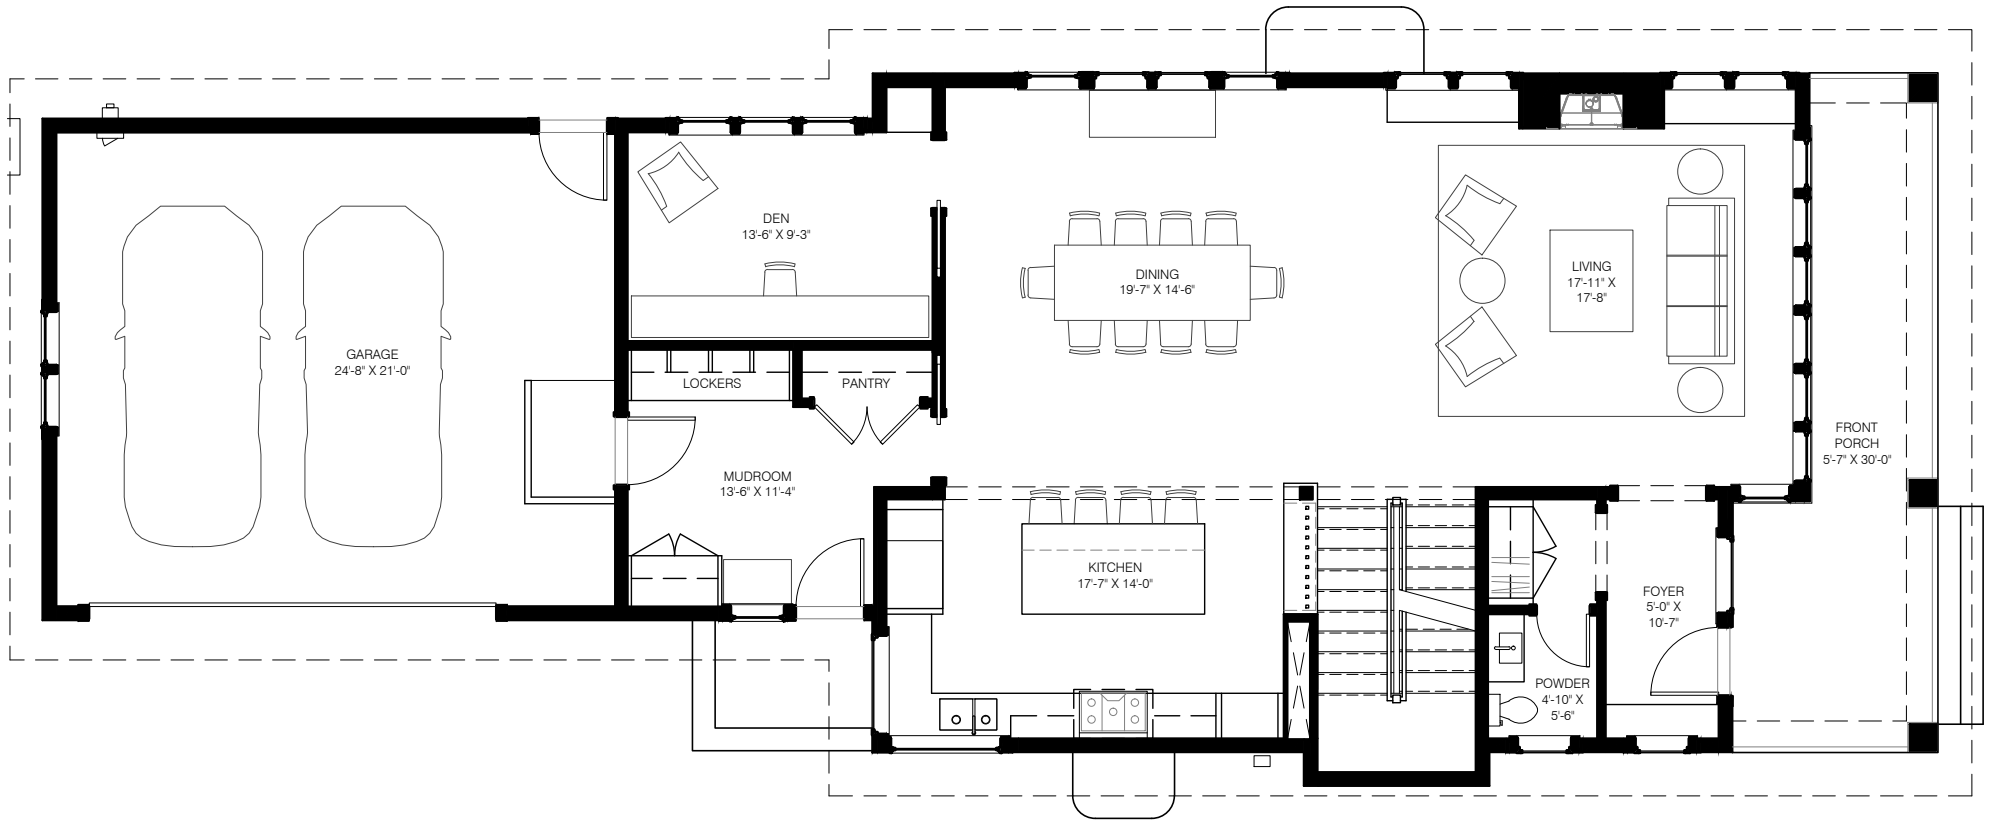 DEN
13'-6" X 9'-3"
DINING
19'-7" X 14'-6"
LIVING
17'-11" X
17'-8"
GARAGE
24'-8" X 21'-0"
LOCKERS
PANTRY
FRONT
PORCH
5'-7" X 30'-0"
MUDROOM
13'-6" X 11'-4"
KITCHEN
17'-7" X 14'-0"
FOYER
5'-0" X
10'-7"
POWDER
4'-10" X
5'-6"